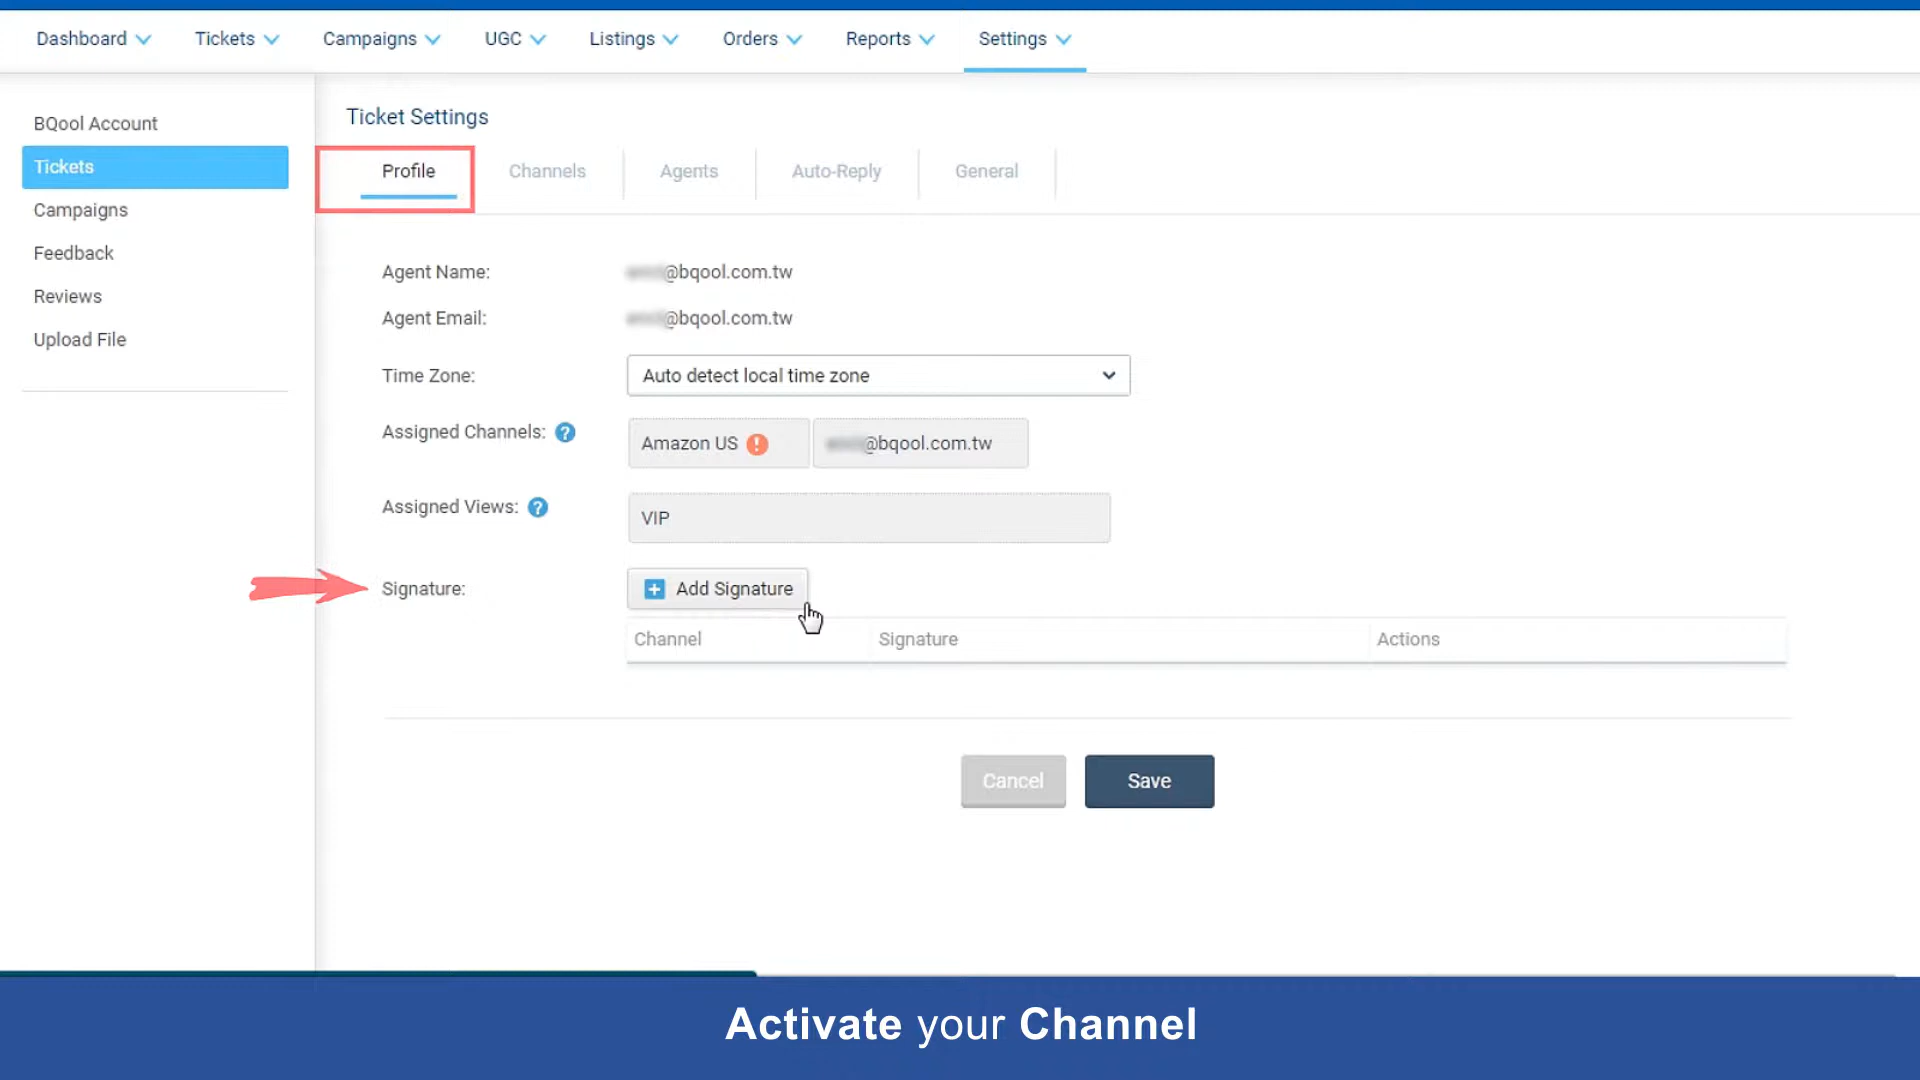 Dashboard Tickets Campaigns UGC Listings Orders Reports Settings
BQool Account
Tickets
Campaigns
Feedback
Reviews
Upload File
Ticket Settings
Profile Channels Agents Auto-Reply General
Agent Name: @bqool.com.tw
Agent Email: @bqool.com.tw
Time Zone: Auto detect local time zone
Assigned Channels: ? Amazon US ! @bqool.com.tw
Assigned Views: ? VIP
Signature: + Add Signature
Channel Signature Actions
Cancel Save
Activate your Channel